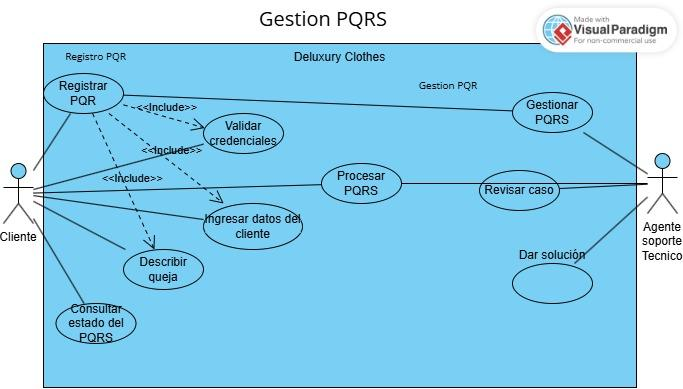 Gestion PQRS
Made with
VisualParadigm
For non-commercial use
Registro PQR
Deluxury Clothes
Gestion PQR
Registrar
PQR
<<Include>>
Gestionar
PQRS
Validar
credenciales
<<Include>>
<<Include>>
Procesar
PQRS
Revisar caso
Cliente
Ingresar datos del
cliente
Agente
soporte
Tecnico
Describir
queja
Dar solución
Consultar
estado del
PQRS